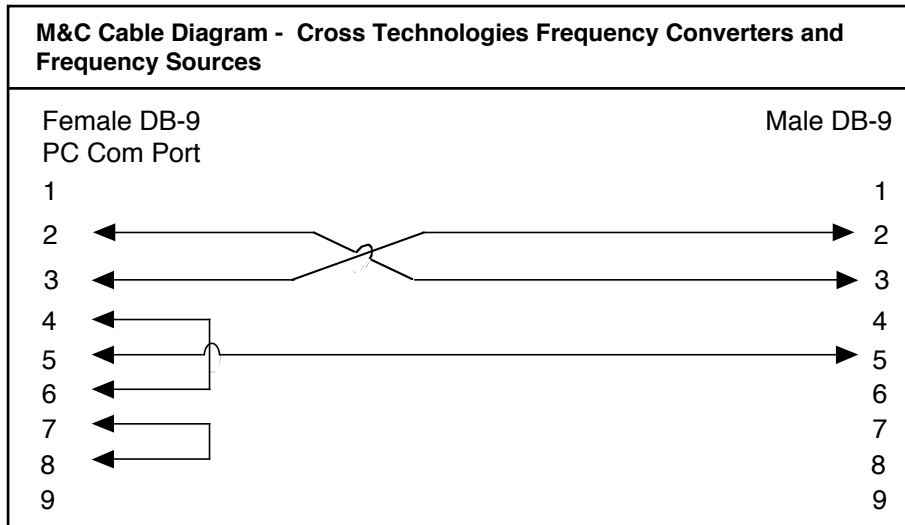 M&C Cable Diagram - Cross Technologies Frequency Converters and
Frequency Sources
Female DB-9
PC Com Port
Male DB-9
1 1
2 2
3 3
4 4
5 5
6 6
7 7
8 8
9 9